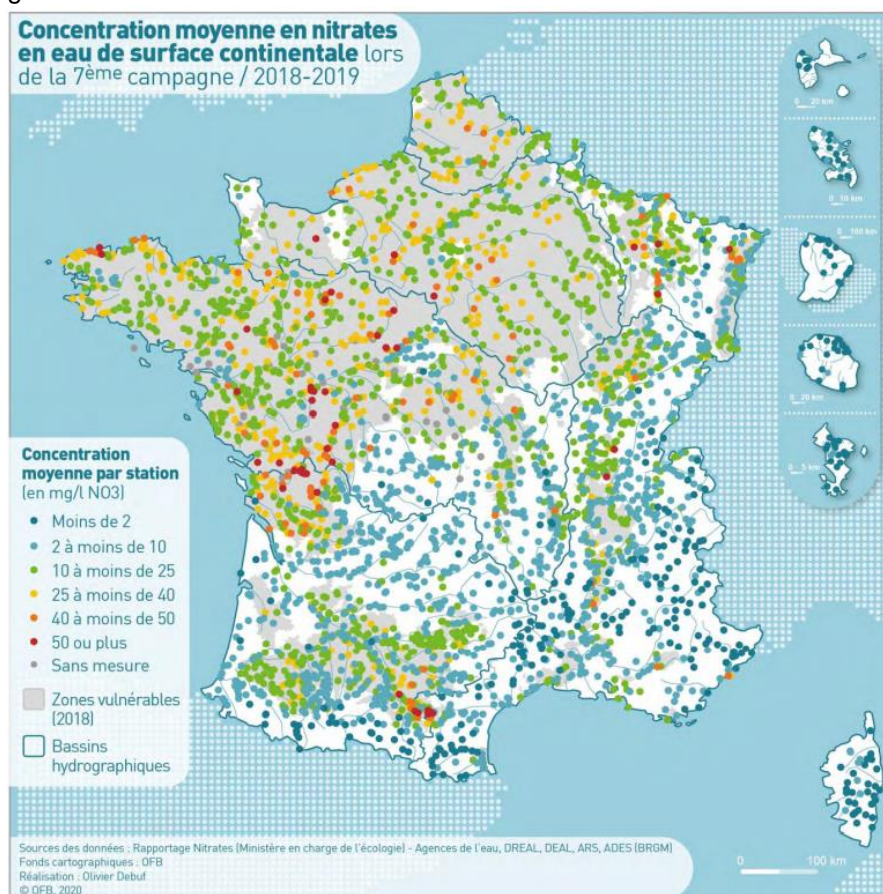 Concentration moyenne en nitrates
en eau de surface continentale lors
de la 7ème campagne / 2018-2019
0 20 km
0 10 km
0 100 km
0 20 km
0 5 km
Concentration
moyenne par station
(en mg/l NO3)
Moins de 2
2 à moins de 10
10 à moins de 25
25 à moins de 40
40 à moins de 50
50 ou plus
Sans mesure
Zones vulnérables
(2018)
Bassins
hydrographiques
Sources des données : Rapportage Nitrates (Ministère en charge de l'écologie) - Agences de l'eau, DREAL, DEAL, ARS, ADES (BRGM)
Fonds cartographiques : OFB
Réalisation : Olivier Debuf
© OFB, 2020
0 100 km